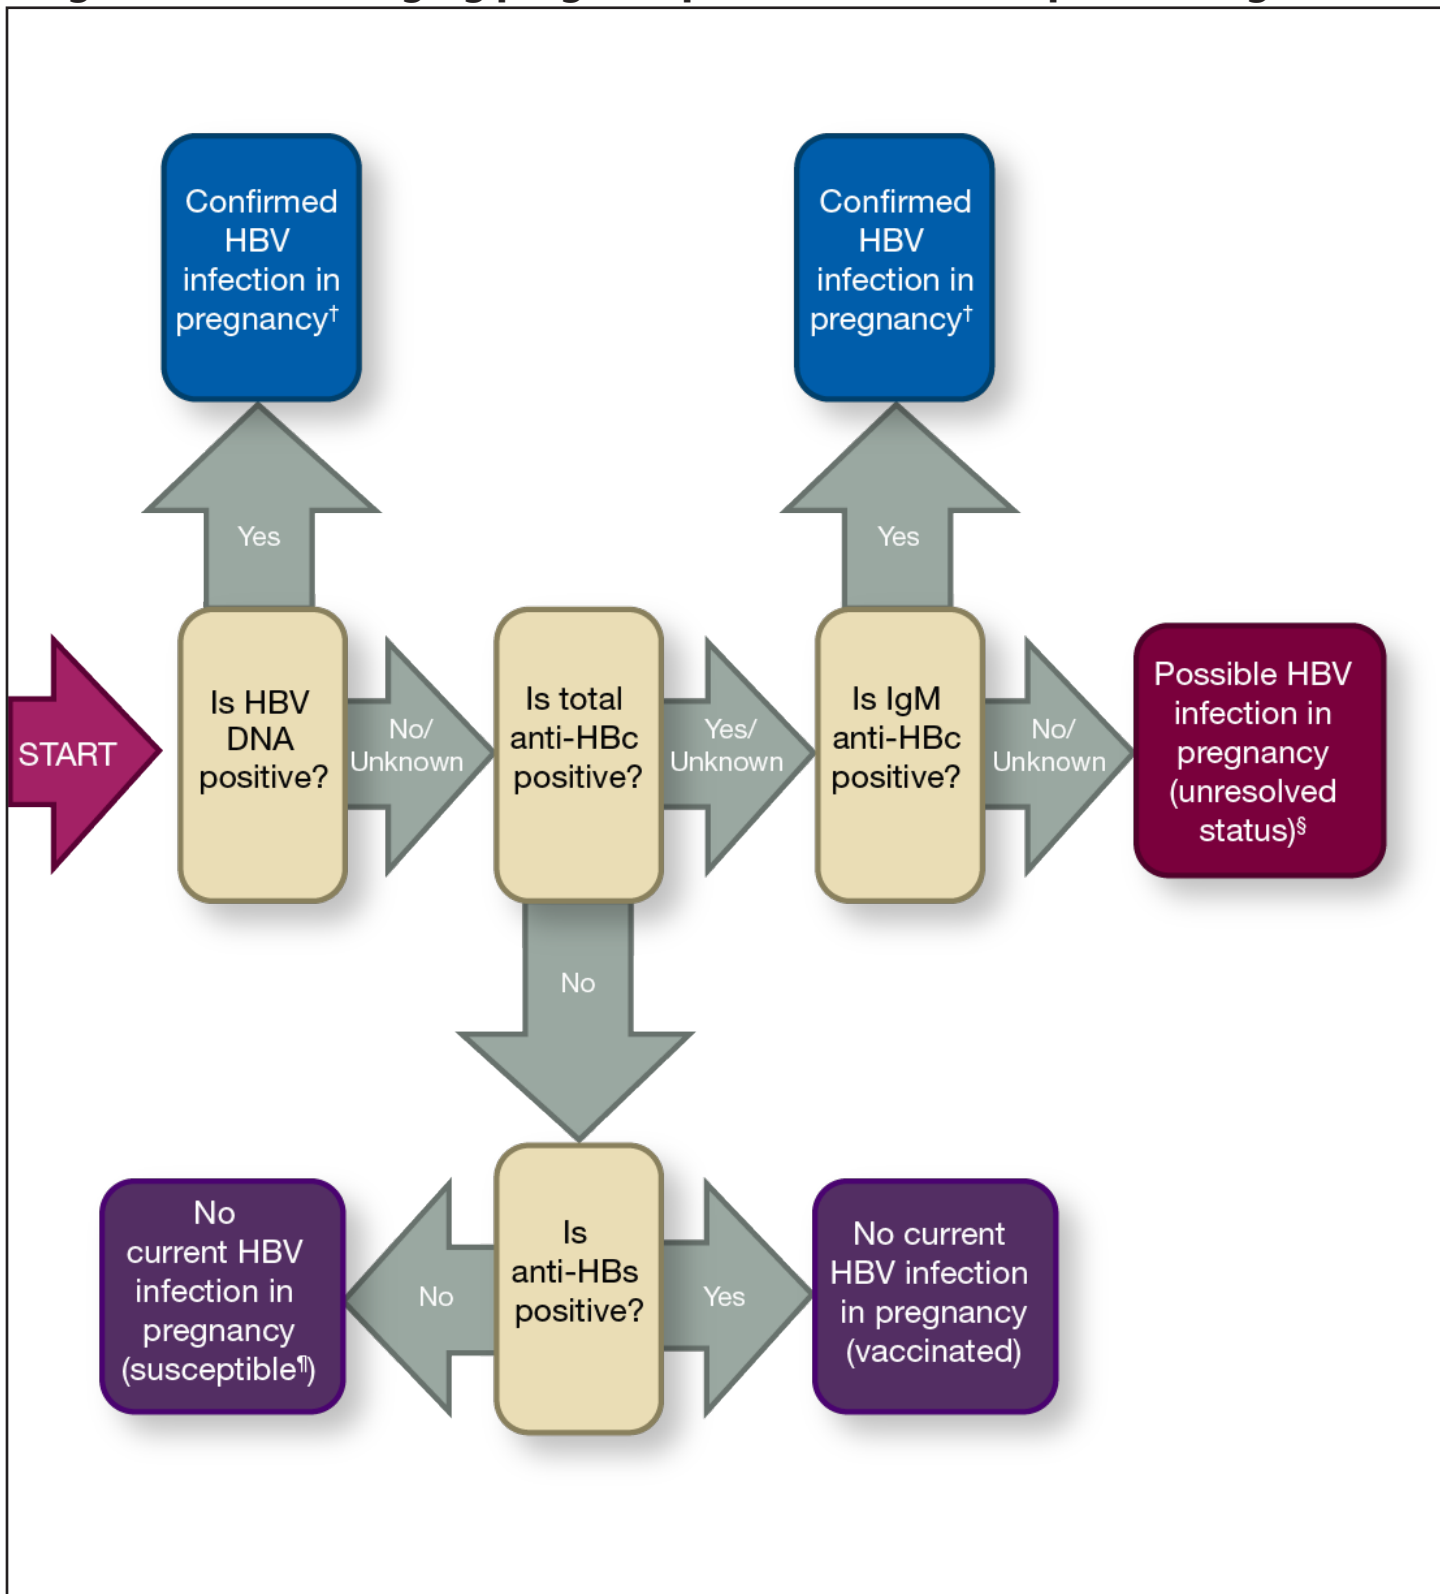 Confirmed
HBV
infection in
pregnancy†
Confirmed
HBV
infection in
pregnancy†
Yes
Yes
START
Is HBV
DNA
positive?
No/
Unknown
Is total
anti-HBc
positive?
Yes/
Unknown
Is IgM
anti-HBc
positive?
No/
Unknown
Possible HBV
infection in
pregnancy
(unresolved
status)§
No
No
current HBV
infection in
pregnancy
(susceptible¶)
No
Is
anti-HBs
positive?
Yes
No current
HBV infection
in pregnancy
(vaccinated)